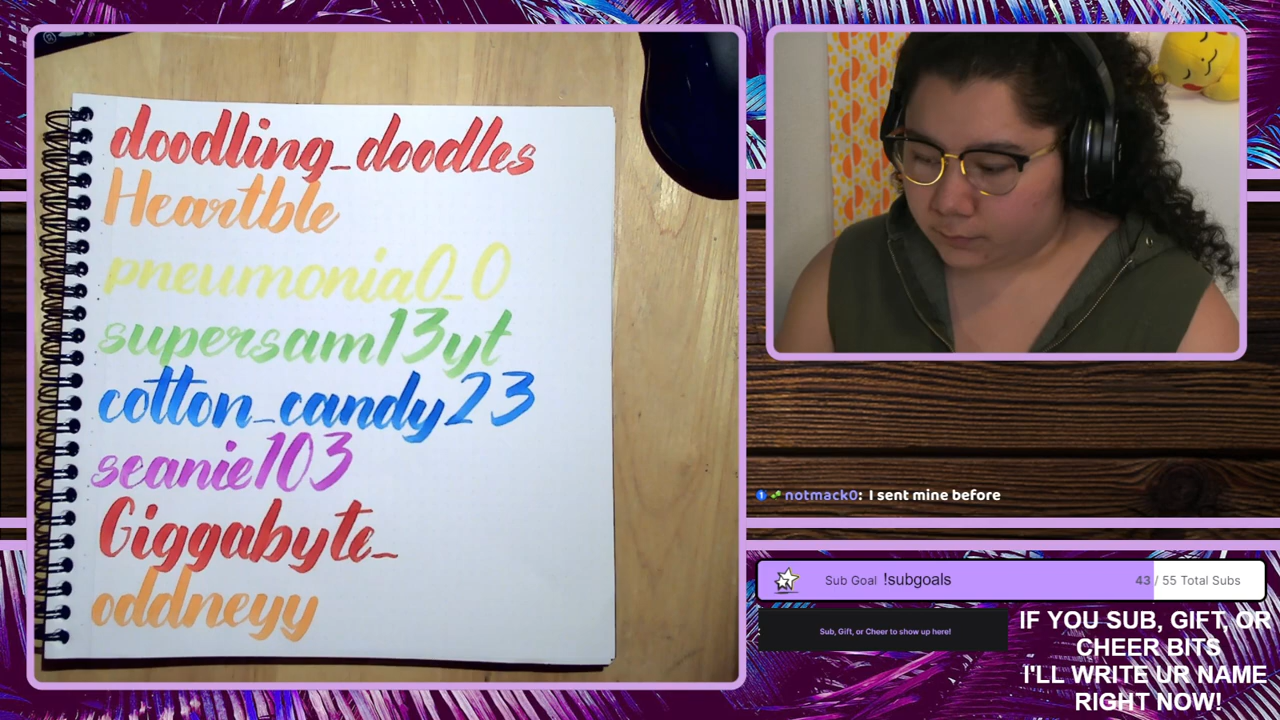 doodling_doodles
Heartble
pneumonia0_0
supersam13yt
cotton_candy23
seanie103
Giggabyte_
oddneyy
notmack0: I sent mine before
Sub Goal !subgoals 43 / 55 Total Subs
Sub, Gift, or Cheer to show up here!
IF YOU SUB, GIFT, OR
CHEER BITS
I'LL WRITE UR NAME
RIGHT NOW!